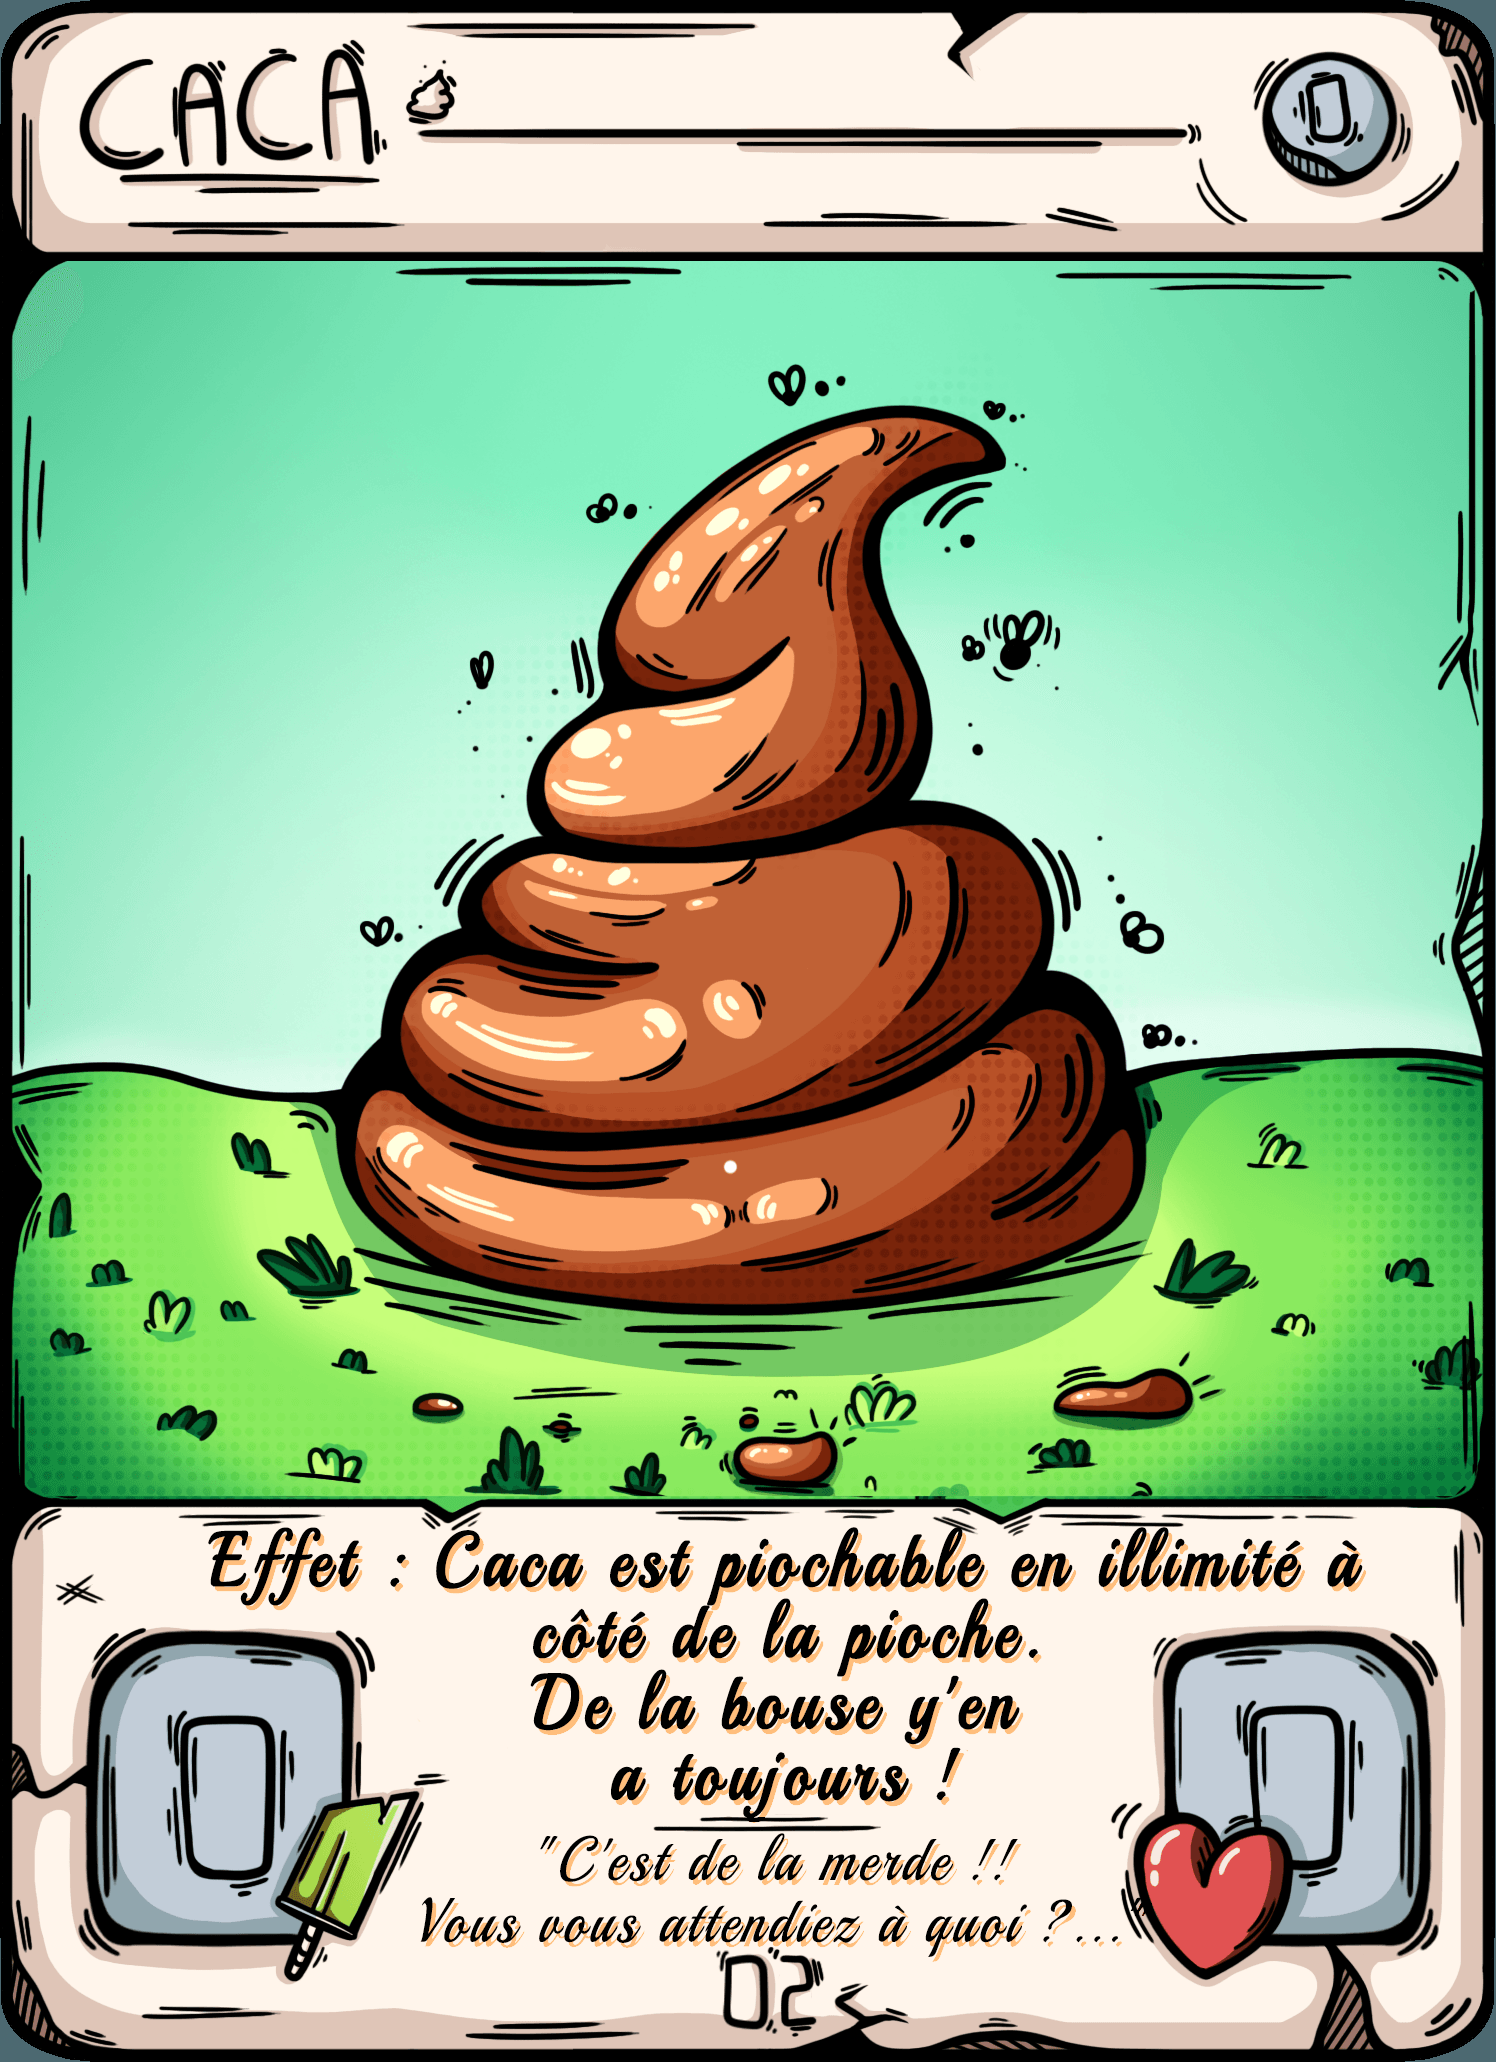 CACA
0
Effet : Caca est piochable en illimité à
côté de la pioche.
De la bouse y'en
a toujours !
"C'est de la merde !!
Vous vous attendiez à quoi ?..."
0
0
02